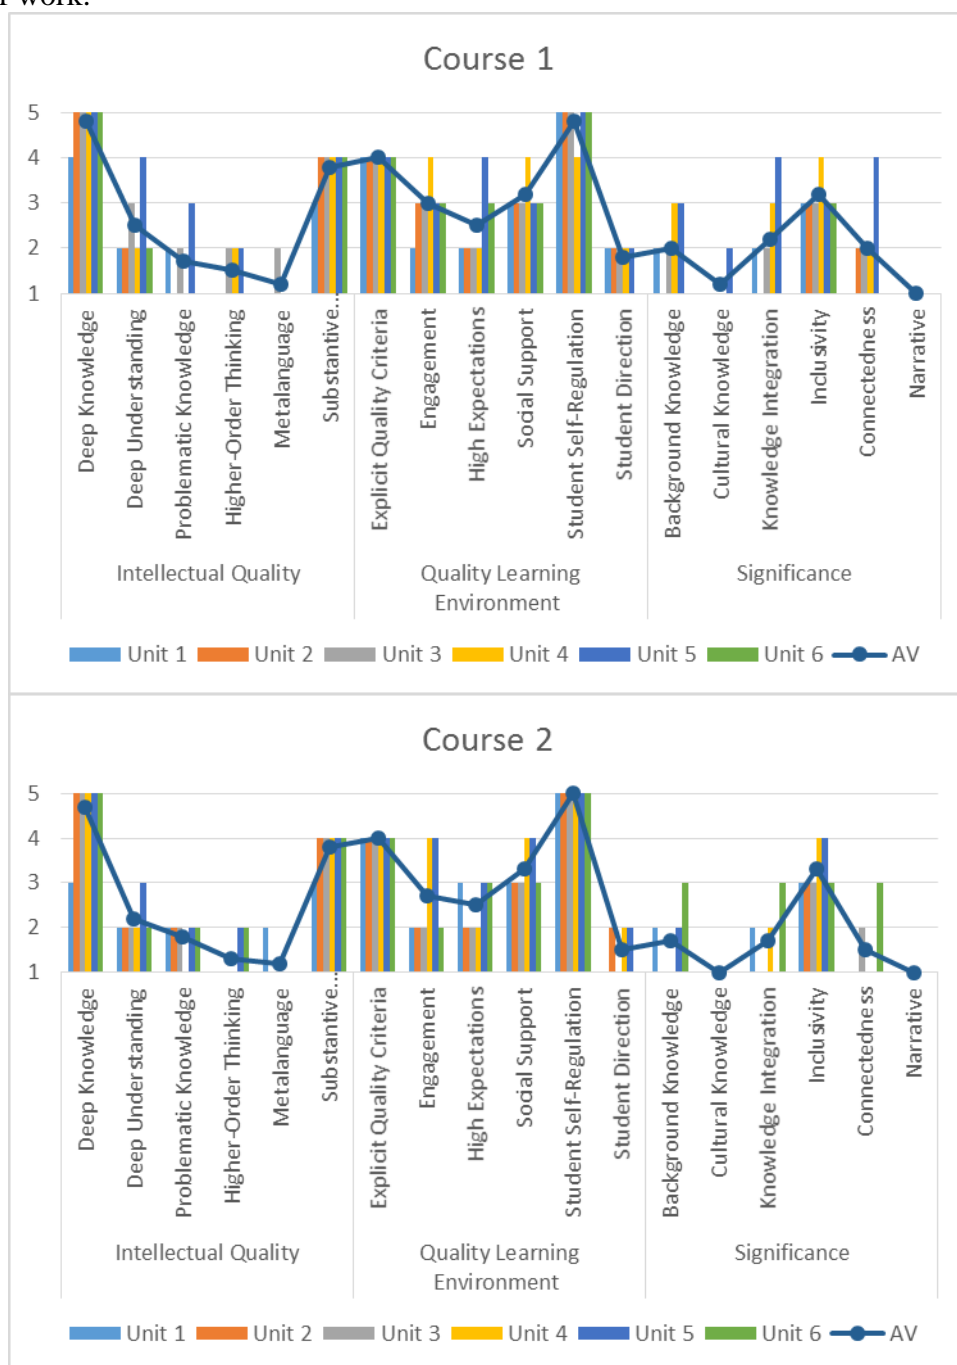 work.
Course 1
5
4
3
2
1
Deep Knowledge
Deep Understanding
Problematic Knowledge
Higher-Order Thinking
Metalanguage
Substantive...
Explicit Quality Criteria
Engagement
High Expectations
Social Support
Student Self-Regulation
Student Direction
Background Knowledge
Cultural Knowledge
Knowledge Integration
Inclusivity
Connectedness
Narrative
Intellectual Quality
Quality Learning
Environment
Significance
Unit 1 Unit 2 Unit 3 Unit 4 Unit 5 Unit 6 AV
Course 2
5
4
3
2
1
Deep Knowledge
Deep Understanding
Problematic Knowledge
Higher-Order Thinking
Metalanguage
Substantive...
Explicit Quality Criteria
Engagement
High Expectations
Social Support
Student Self-Regulation
Student Direction
Background Knowledge
Cultural Knowledge
Knowledge Integration
Inclusivity
Connectedness
Narrative
Intellectual Quality
Quality Learning
Environment
Significance
Unit 1 Unit 2 Unit 3 Unit 4 Unit 5 Unit 6 AV